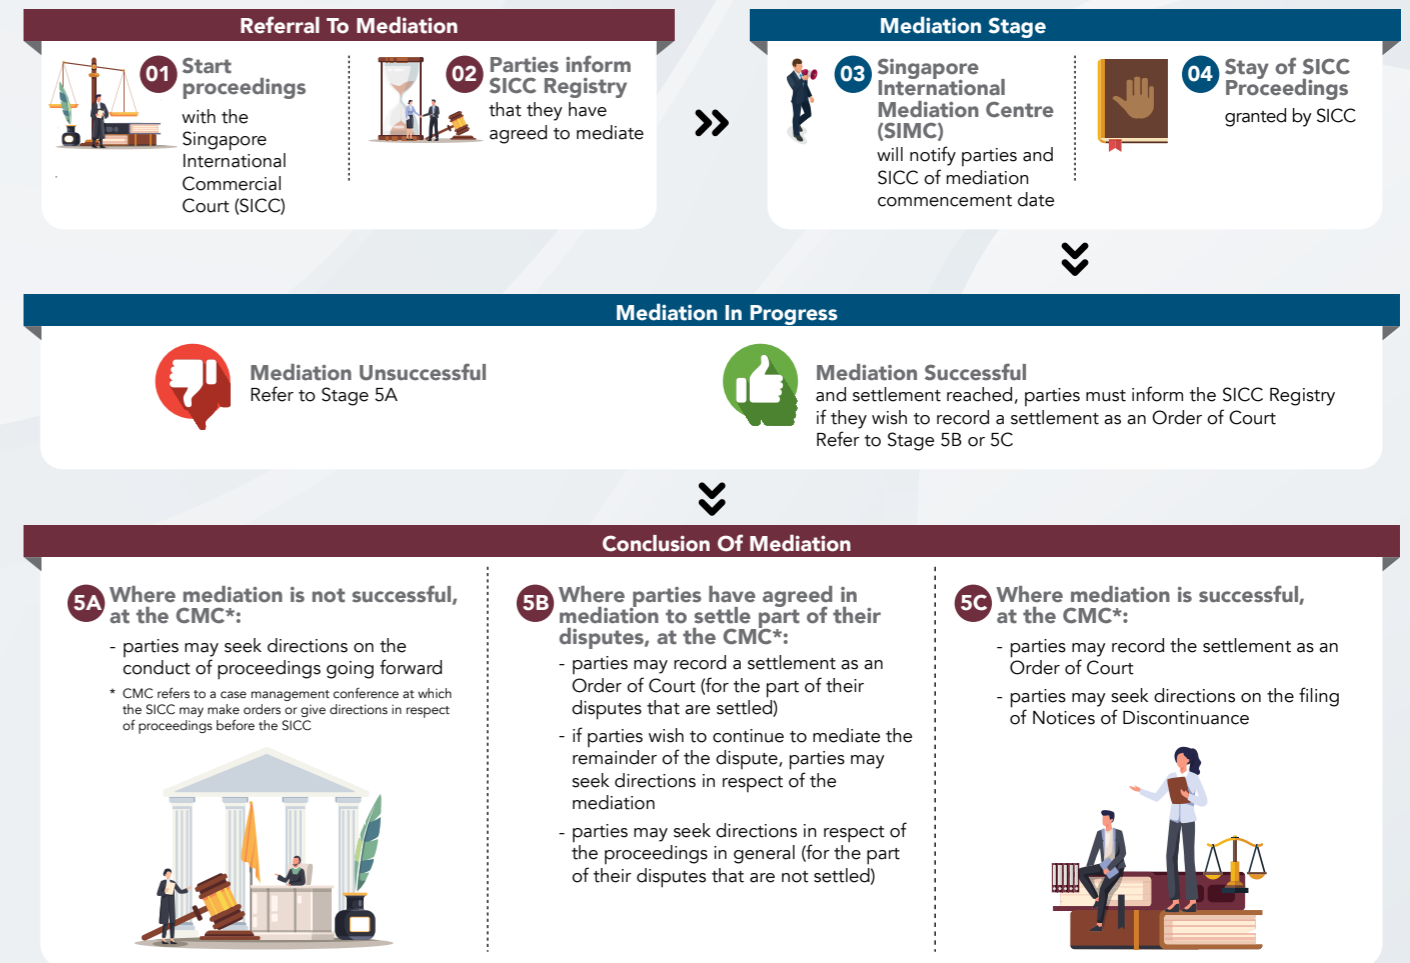 Referral To Mediation
01 Start
proceedings
with the
Singapore
International
Commercial
Court (SICC)
02 Parties inform
SICC Registry
that they have
agreed to mediate
Mediation Stage
03 Singapore
International
Mediation Centre
(SIMC)
will notify parties and
SICC of mediation
commencement date
04 Stay of SICC
Proceedings
granted by SICC
Mediation In Progress
Mediation Unsuccessful
Refer to Stage 5A
Mediation Successful
and settlement reached, parties must inform the SICC Registry
if they wish to record a settlement as an Order of Court
Refer to Stage 5B or 5C
Conclusion Of Mediation
5A Where mediation is not successful,
at the CMC*:
- parties may seek directions on the
conduct of proceedings going forward
* CMC refers to a case management conference at which
the SICC may make orders or give directions in respect
of proceedings before the SICC
5B Where parties have agreed in
mediation to settle part of their
disputes, at the CMC*:
- parties may record a settlement as an
Order of Court (for the part of their
disputes that are settled)
- if parties wish to continue to mediate the
remainder of the dispute, parties may
seek directions in respect of the
mediation
- parties may seek directions in respect of
the proceedings in general (for the part
of their disputes that are not settled)
5C Where mediation is successful,
at the CMC*:
- parties may record the settlement as an
Order of Court
- parties may seek directions on the filing
of Notices of Discontinuance